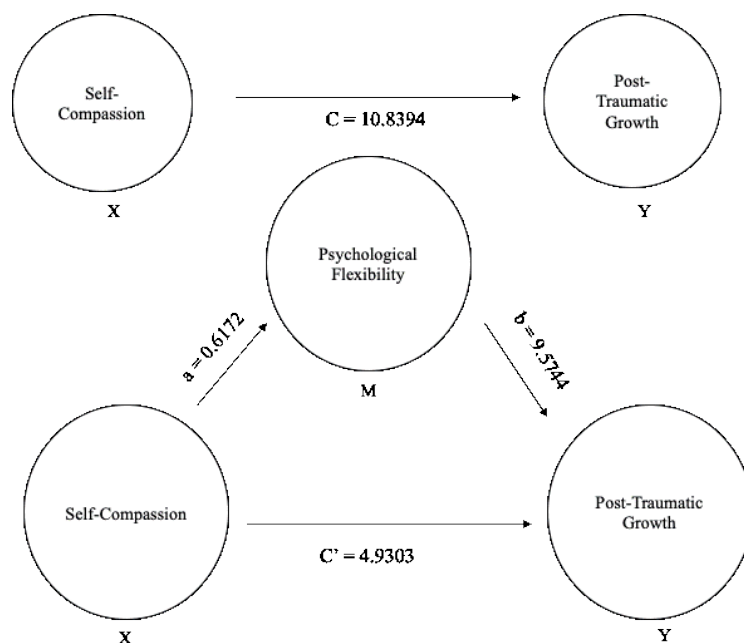 Self-
Compassion
Post-
Traumatic
Growth
C = 10.8394
X
Y
Psychological
Flexibility
a = 0.6172
b = 9.5744
M
Self-Compassion
Post-Traumatic
Growth
C’ = 4.9303
X
Y